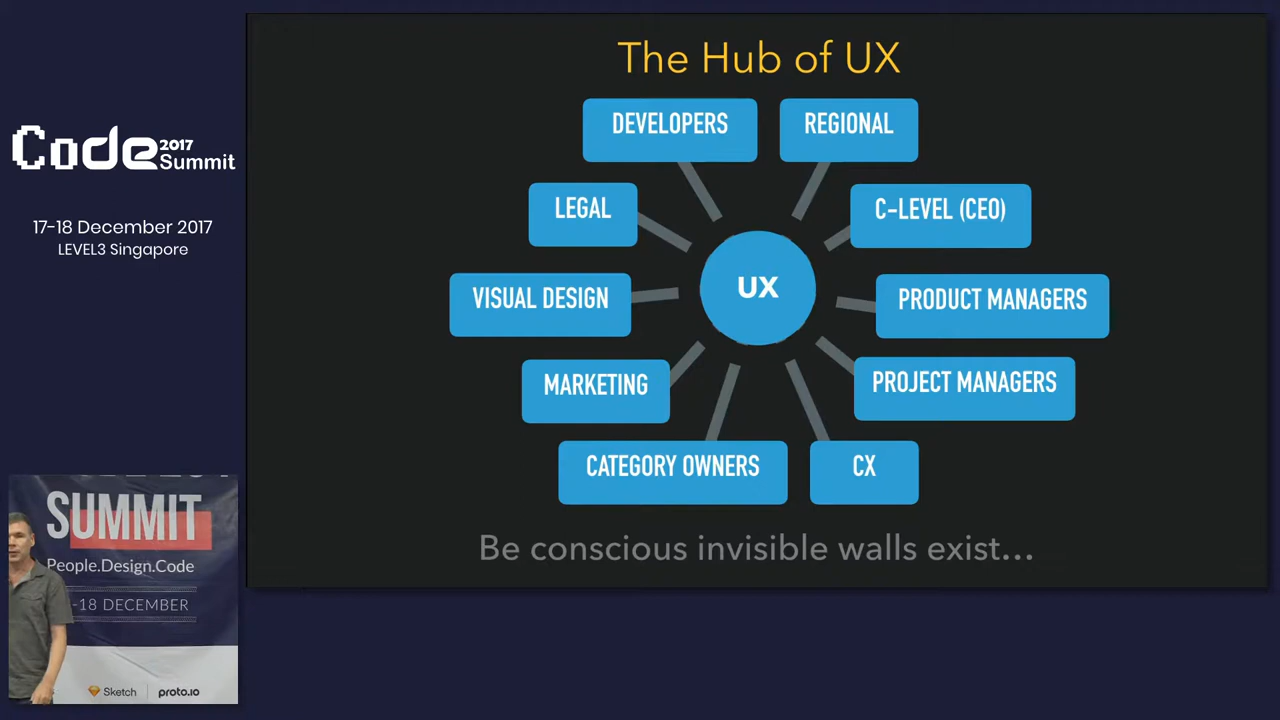 Code 2017
Summit
17-18 December 2017
LEVEL3 Singapore
The Hub of UX
DEVELOPERS
REGIONAL
LEGAL
C-LEVEL (CEO)
UX
VISUAL DESIGN
PRODUCT MANAGERS
MARKETING
PROJECT MANAGERS
CATEGORY OWNERS
CX
Be conscious invisible walls exist...
SUMMIT
People.Design.Code
-18 DECEMBER
Sketch
proto.io